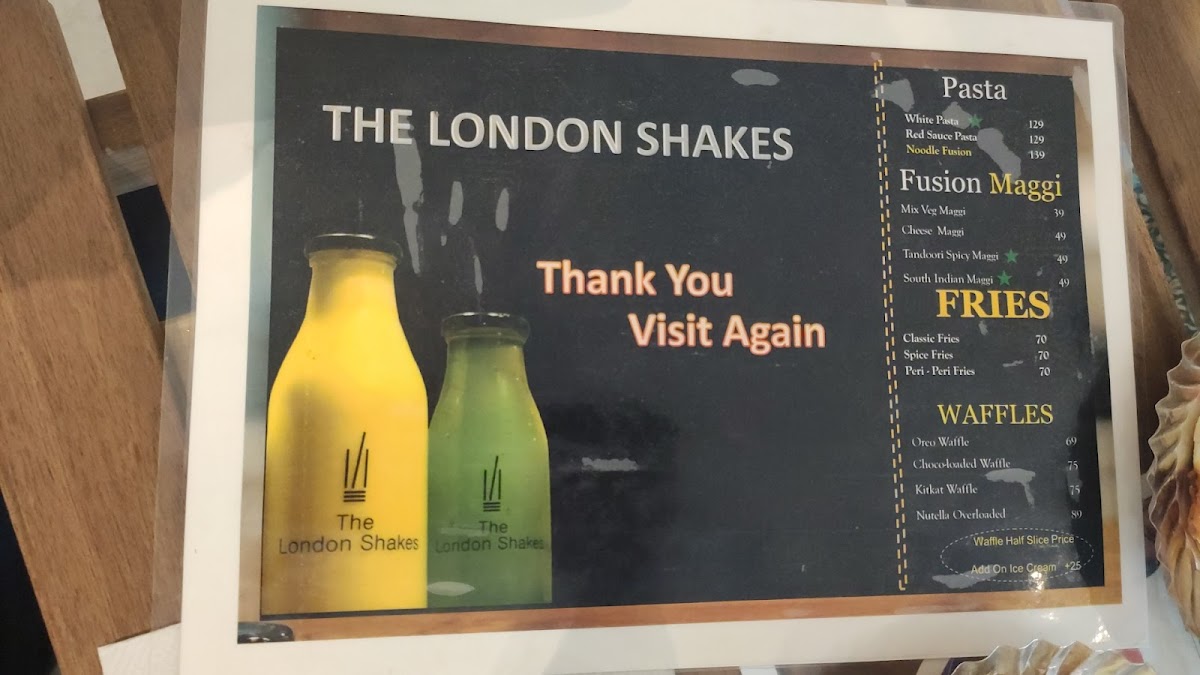 THE LONDON SHAKES
Thank You
Visit Again
The
London Shakes
The
London Shakes
Pasta
White Pasta 129
Red Sauce Pasta 129
Noodle Fusion 139
Fusion Maggi
Mix Veg Maggi 39
Cheese Maggi 49
Tandoori Spicy Maggi 49
South Indian Maggi 49
FRIES
Classic Fries 70
Spice Fries 70
Peri - Peri Fries 70
WAFFLES
Oreo Waffle 69
Choco-loaded Waffle 75
Kitkat Waffle 75
Nutella Overloaded 89
Waffle Half Slice Price
Add On Ice Cream +25